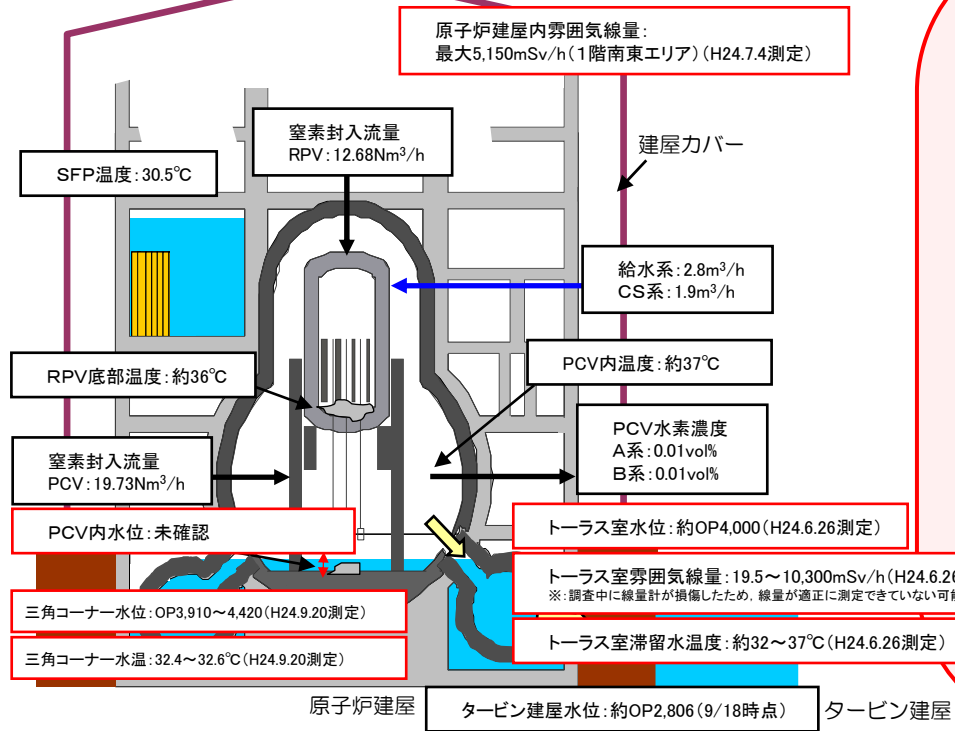 原子炉建屋内雰囲気線量:
最大5,150mSv/h(1階南東エリア)(H24.7.4測定)
窒素封入流量
RPV:12.68Nm³/h
建屋カバー
SFP温度:30.5℃
給水系:2.8m³/h
CS系:1.9m³/h
RPV底部温度:約36℃
PCV内温度:約37℃
PCV水素濃度
A系:0.01vol%
B系:0.01vol%
窒素封入流量
PCV:19.73Nm³/h
PCV内水位:未確認
トーラス室水位:約OP4,000(H24.6.26測定)
トーラス室雰囲気線量:19.5~10,300mSv/h(H24.6.26
※:調査中に線量計が損傷したため,線量が適正に測定できていない可能
三角コーナー水位:OP3,910~4,420(H24.9.20測定)
三角コーナー水温:32.4~32.6℃(H24.9.20測定)
トーラス室滞留水温度:約32~37℃(H24.6.26測定)
原子炉建屋
タービン建屋水位:約OP2,806(9/18時点)
タービン建屋